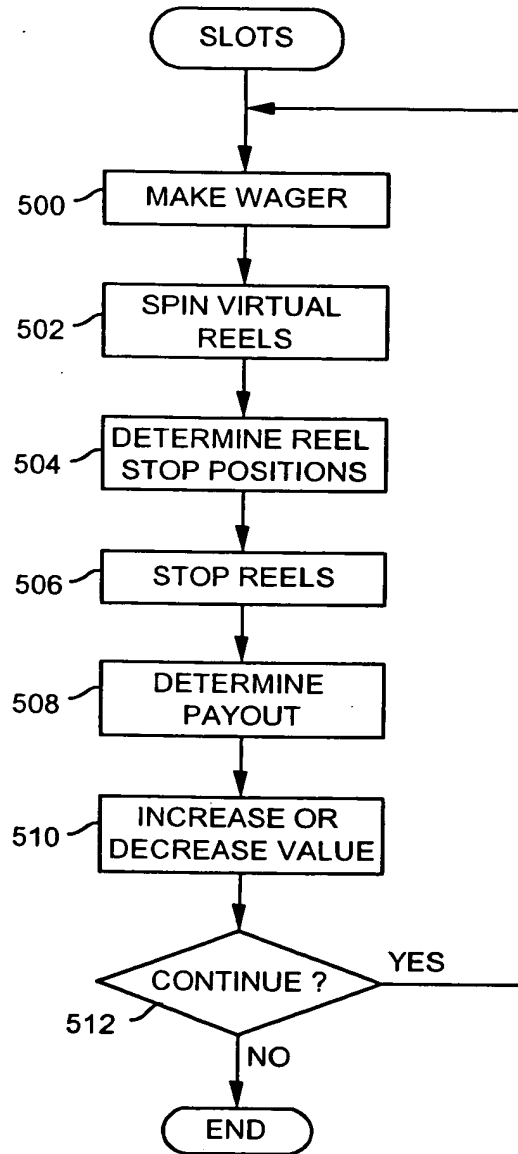 SLOTS
500
MAKE WAGER
502
SPIN VIRTUAL
REELS
504
DETERMINE REEL
STOP POSITIONS
506
STOP REELS
508
DETERMINE
PAYOUT
510
INCREASE OR
DECREASE VALUE
CONTINUE ?
YES
512
NO
END